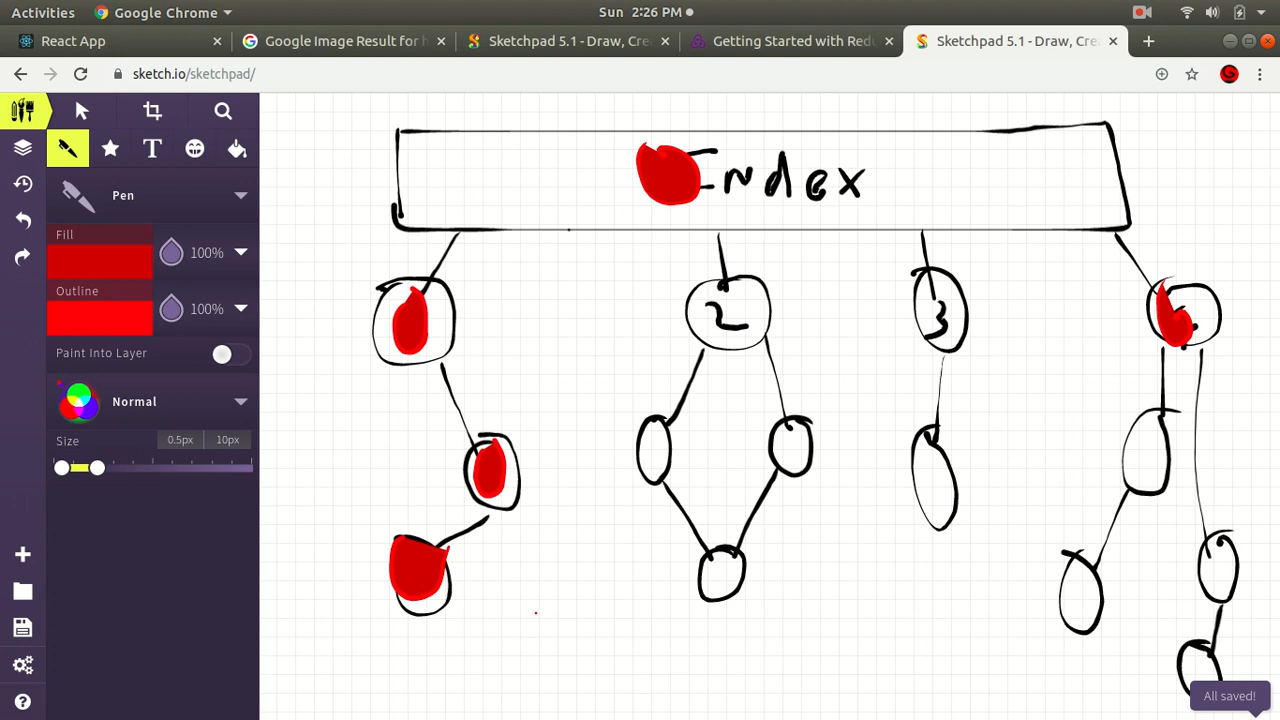 Activities Google Chrome Sun 2:26 PM
React App Google Image Result for h Sketchpad 5.1 - Draw, Cre Getting Started with Redu Sketchpad 5.1 - Draw, Cre
sketch.io/sketchpad/
Index
T
Pen
Fill
100%
Outline
100%
2
3
Paint Into Layer
Normal
Size 0.5px 10px
All saved!